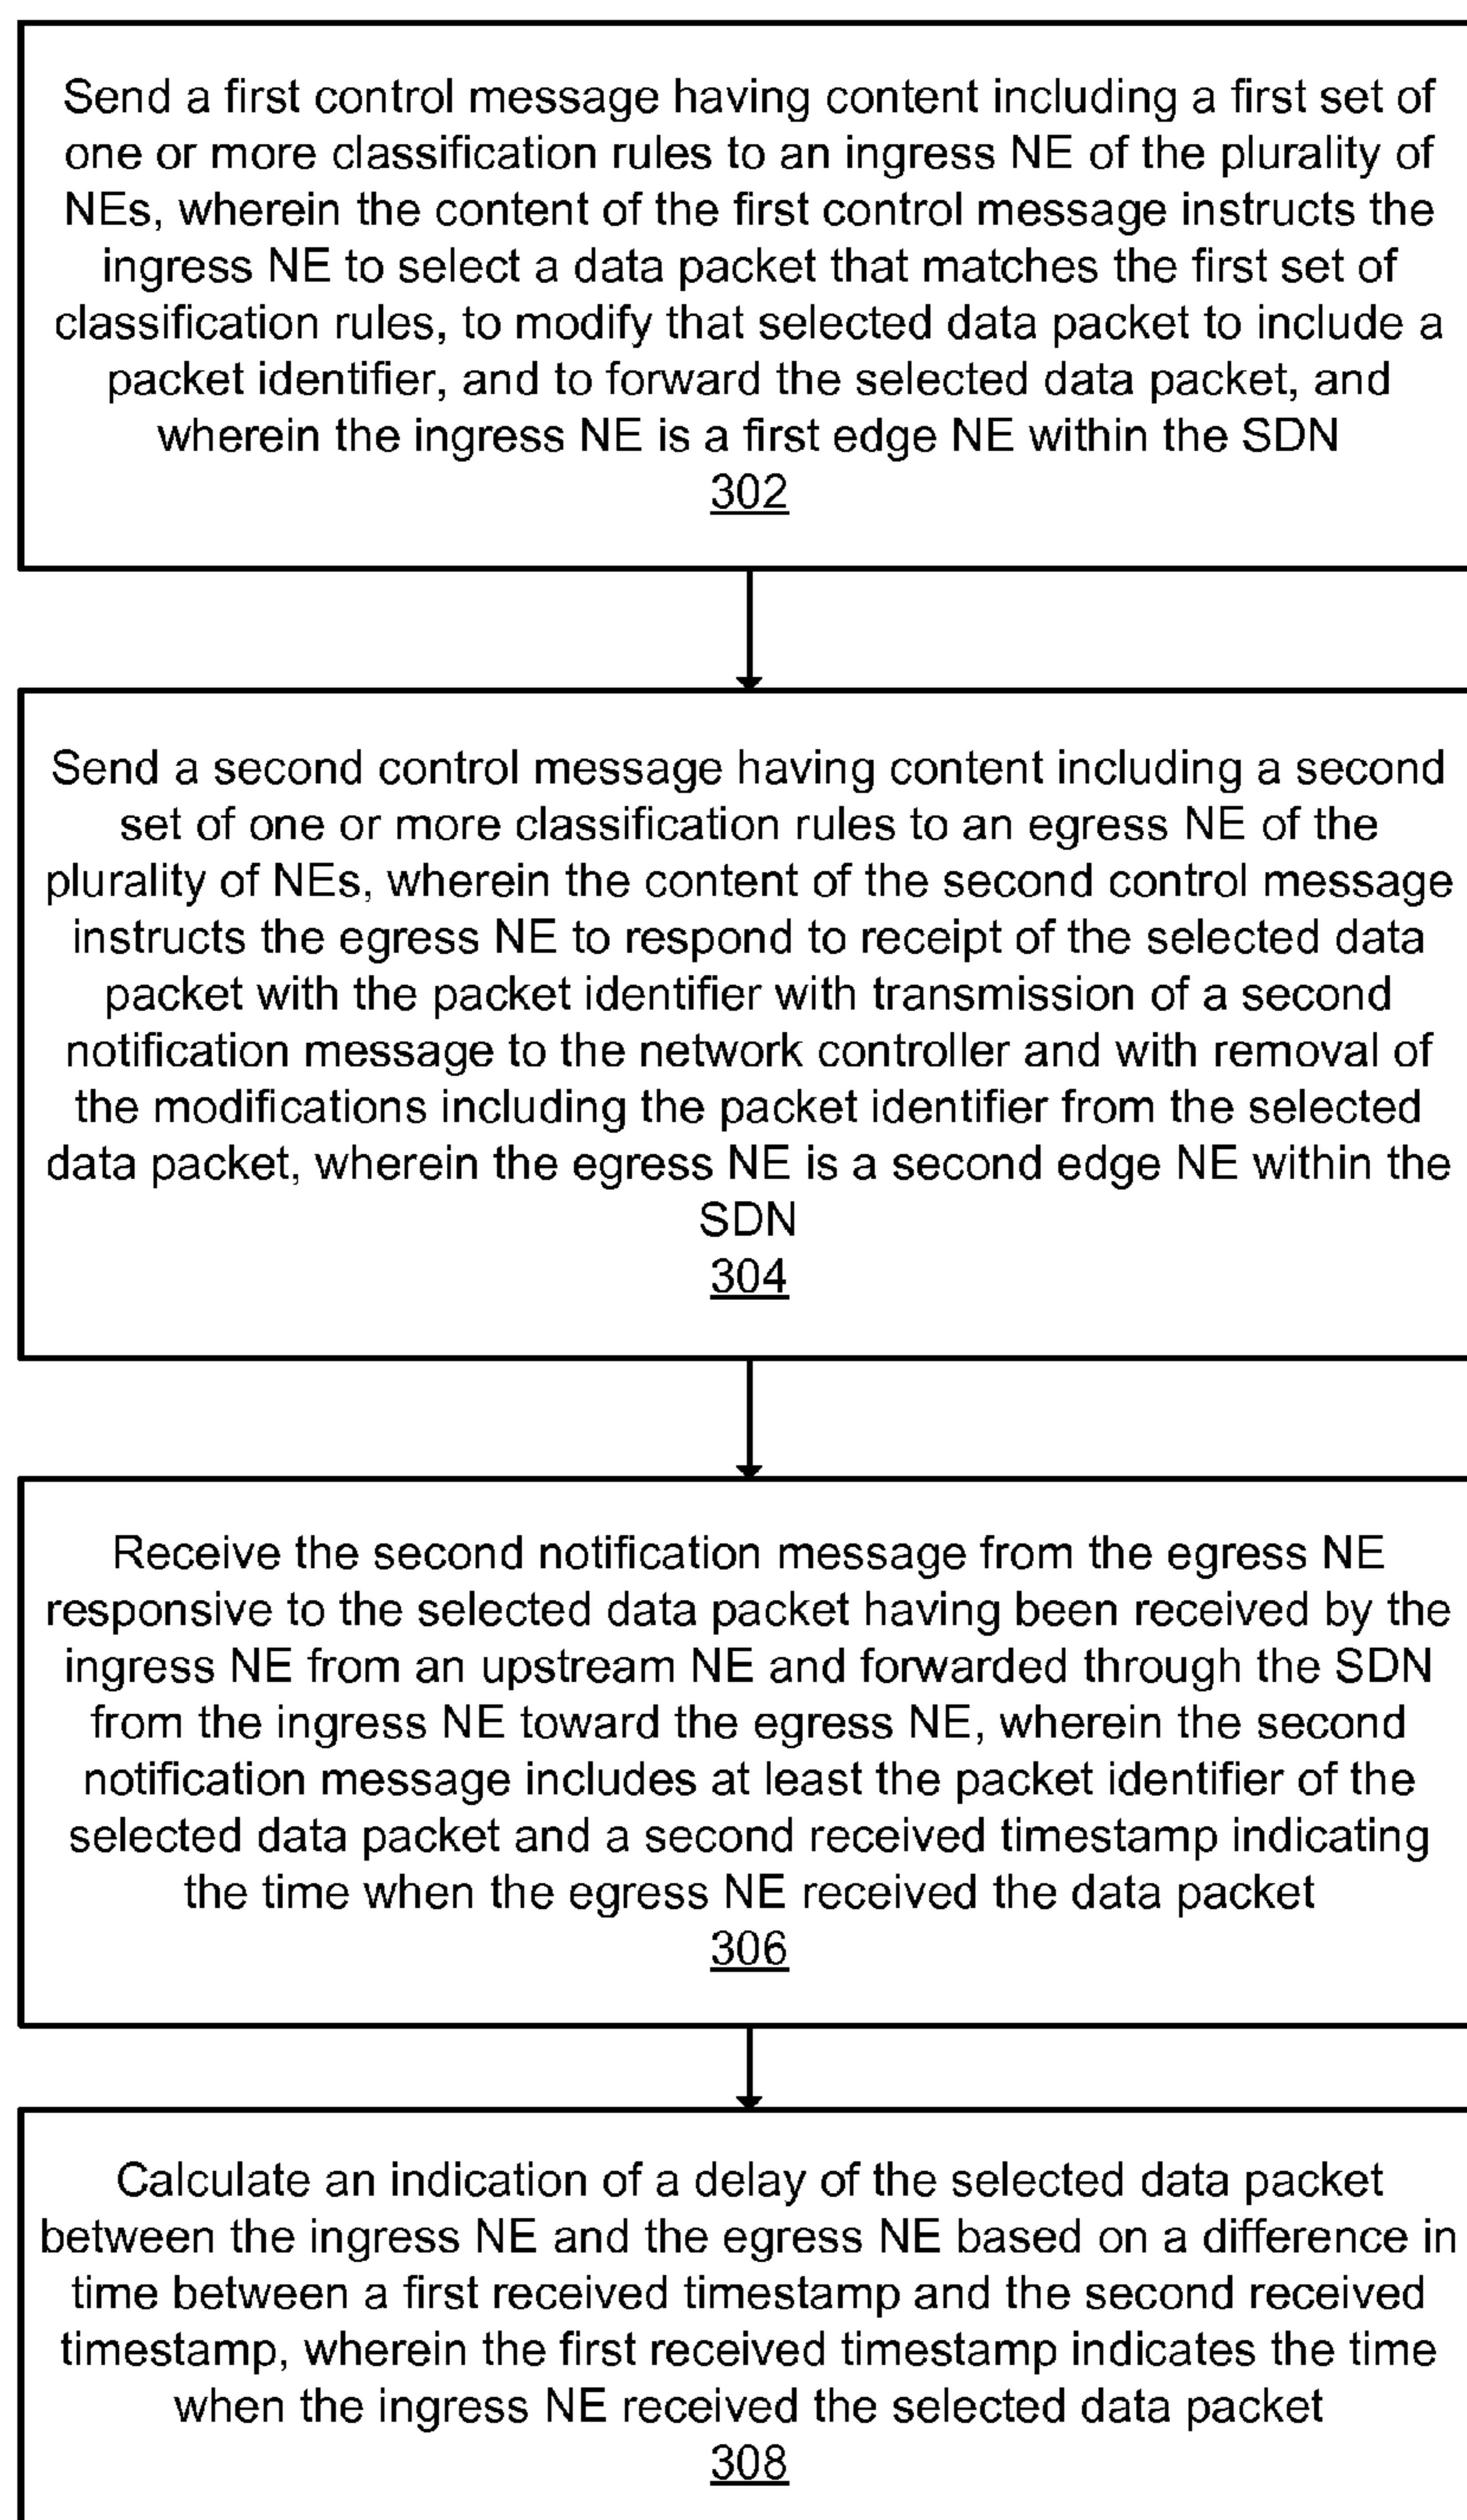 Send a first control message having content including a first set of
one or more classification rules to an ingress NE of the plurality of
NEs, wherein the content of the first control message instructs the
ingress NE to select a data packet that matches the first set of
classification rules, to modify that selected data packet to include a
packet identifier, and to forward the selected data packet, and
wherein the ingress NE is a first edge NE within the SDN
302
Send a second control message having content including a second
set of one or more classification rules to an egress NE of the
plurality of NEs, wherein the content of the second control message
instructs the egress NE to respond to receipt of the selected data
packet with the packet identifier with transmission of a second
notification message to the network controller and with removal of
the modifications including the packet identifier from the selected
data packet, wherein the egress NE is a second edge NE within the
SDN
304
Receive the second notification message from the egress NE
responsive to the selected data packet having been received by the
ingress NE from an upstream NE and forwarded through the SDN
from the ingress NE toward the egress NE, wherein the second
notification message includes at least the packet identifier of the
selected data packet and a second received timestamp indicating
the time when the egress NE received the data packet
306
Calculate an indication of a delay of the selected data packet
between the ingress NE and the egress NE based on a difference in
time between a first received timestamp and the second received
timestamp, wherein the first received timestamp indicates the time
when the ingress NE received the selected data packet
308